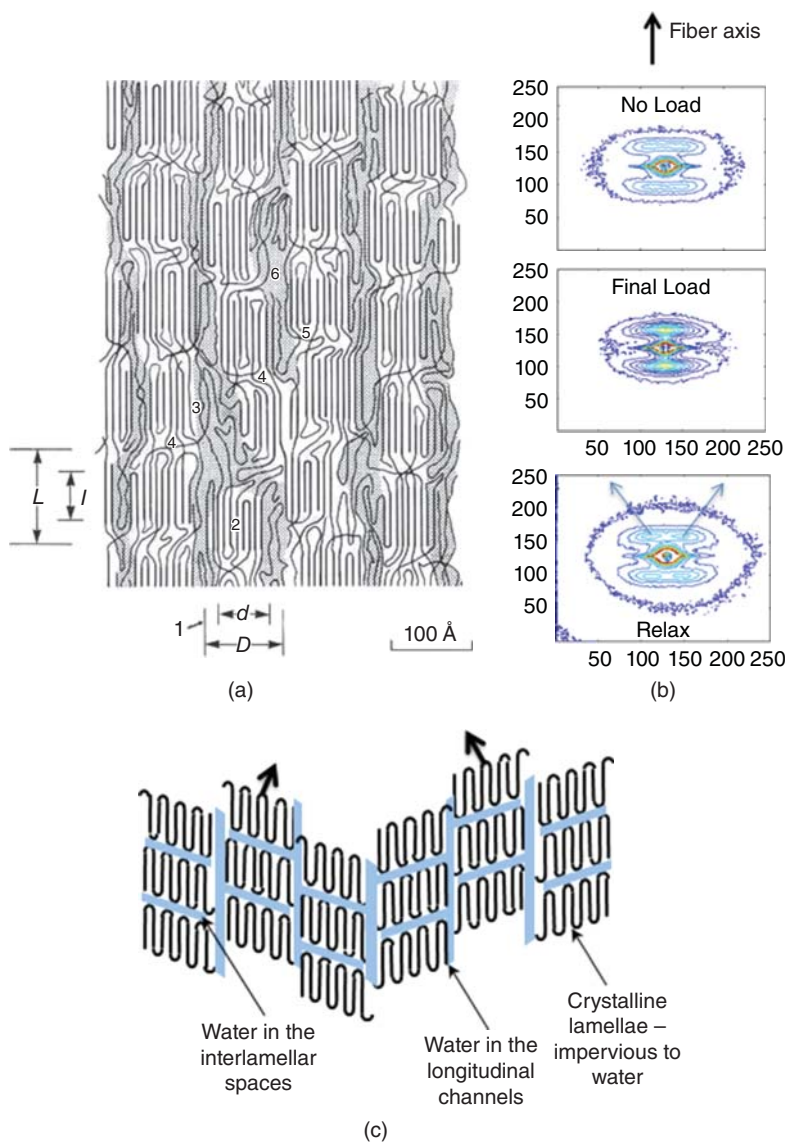 Fiber axis
250
No Load
200
150
100
50
250
Final Load
200
150
100
50
50 100 150 200 250
250
200
150
100
50
Relax
50 100 150 200 250
6
5
4
3
4
L
l
2
1
d
D
100 Å
(a)
(b)
Water in the
interlamellar
spaces
Water in the
longitudinal
channels
Crystalline
lamellae –
impervious to
water
(c)